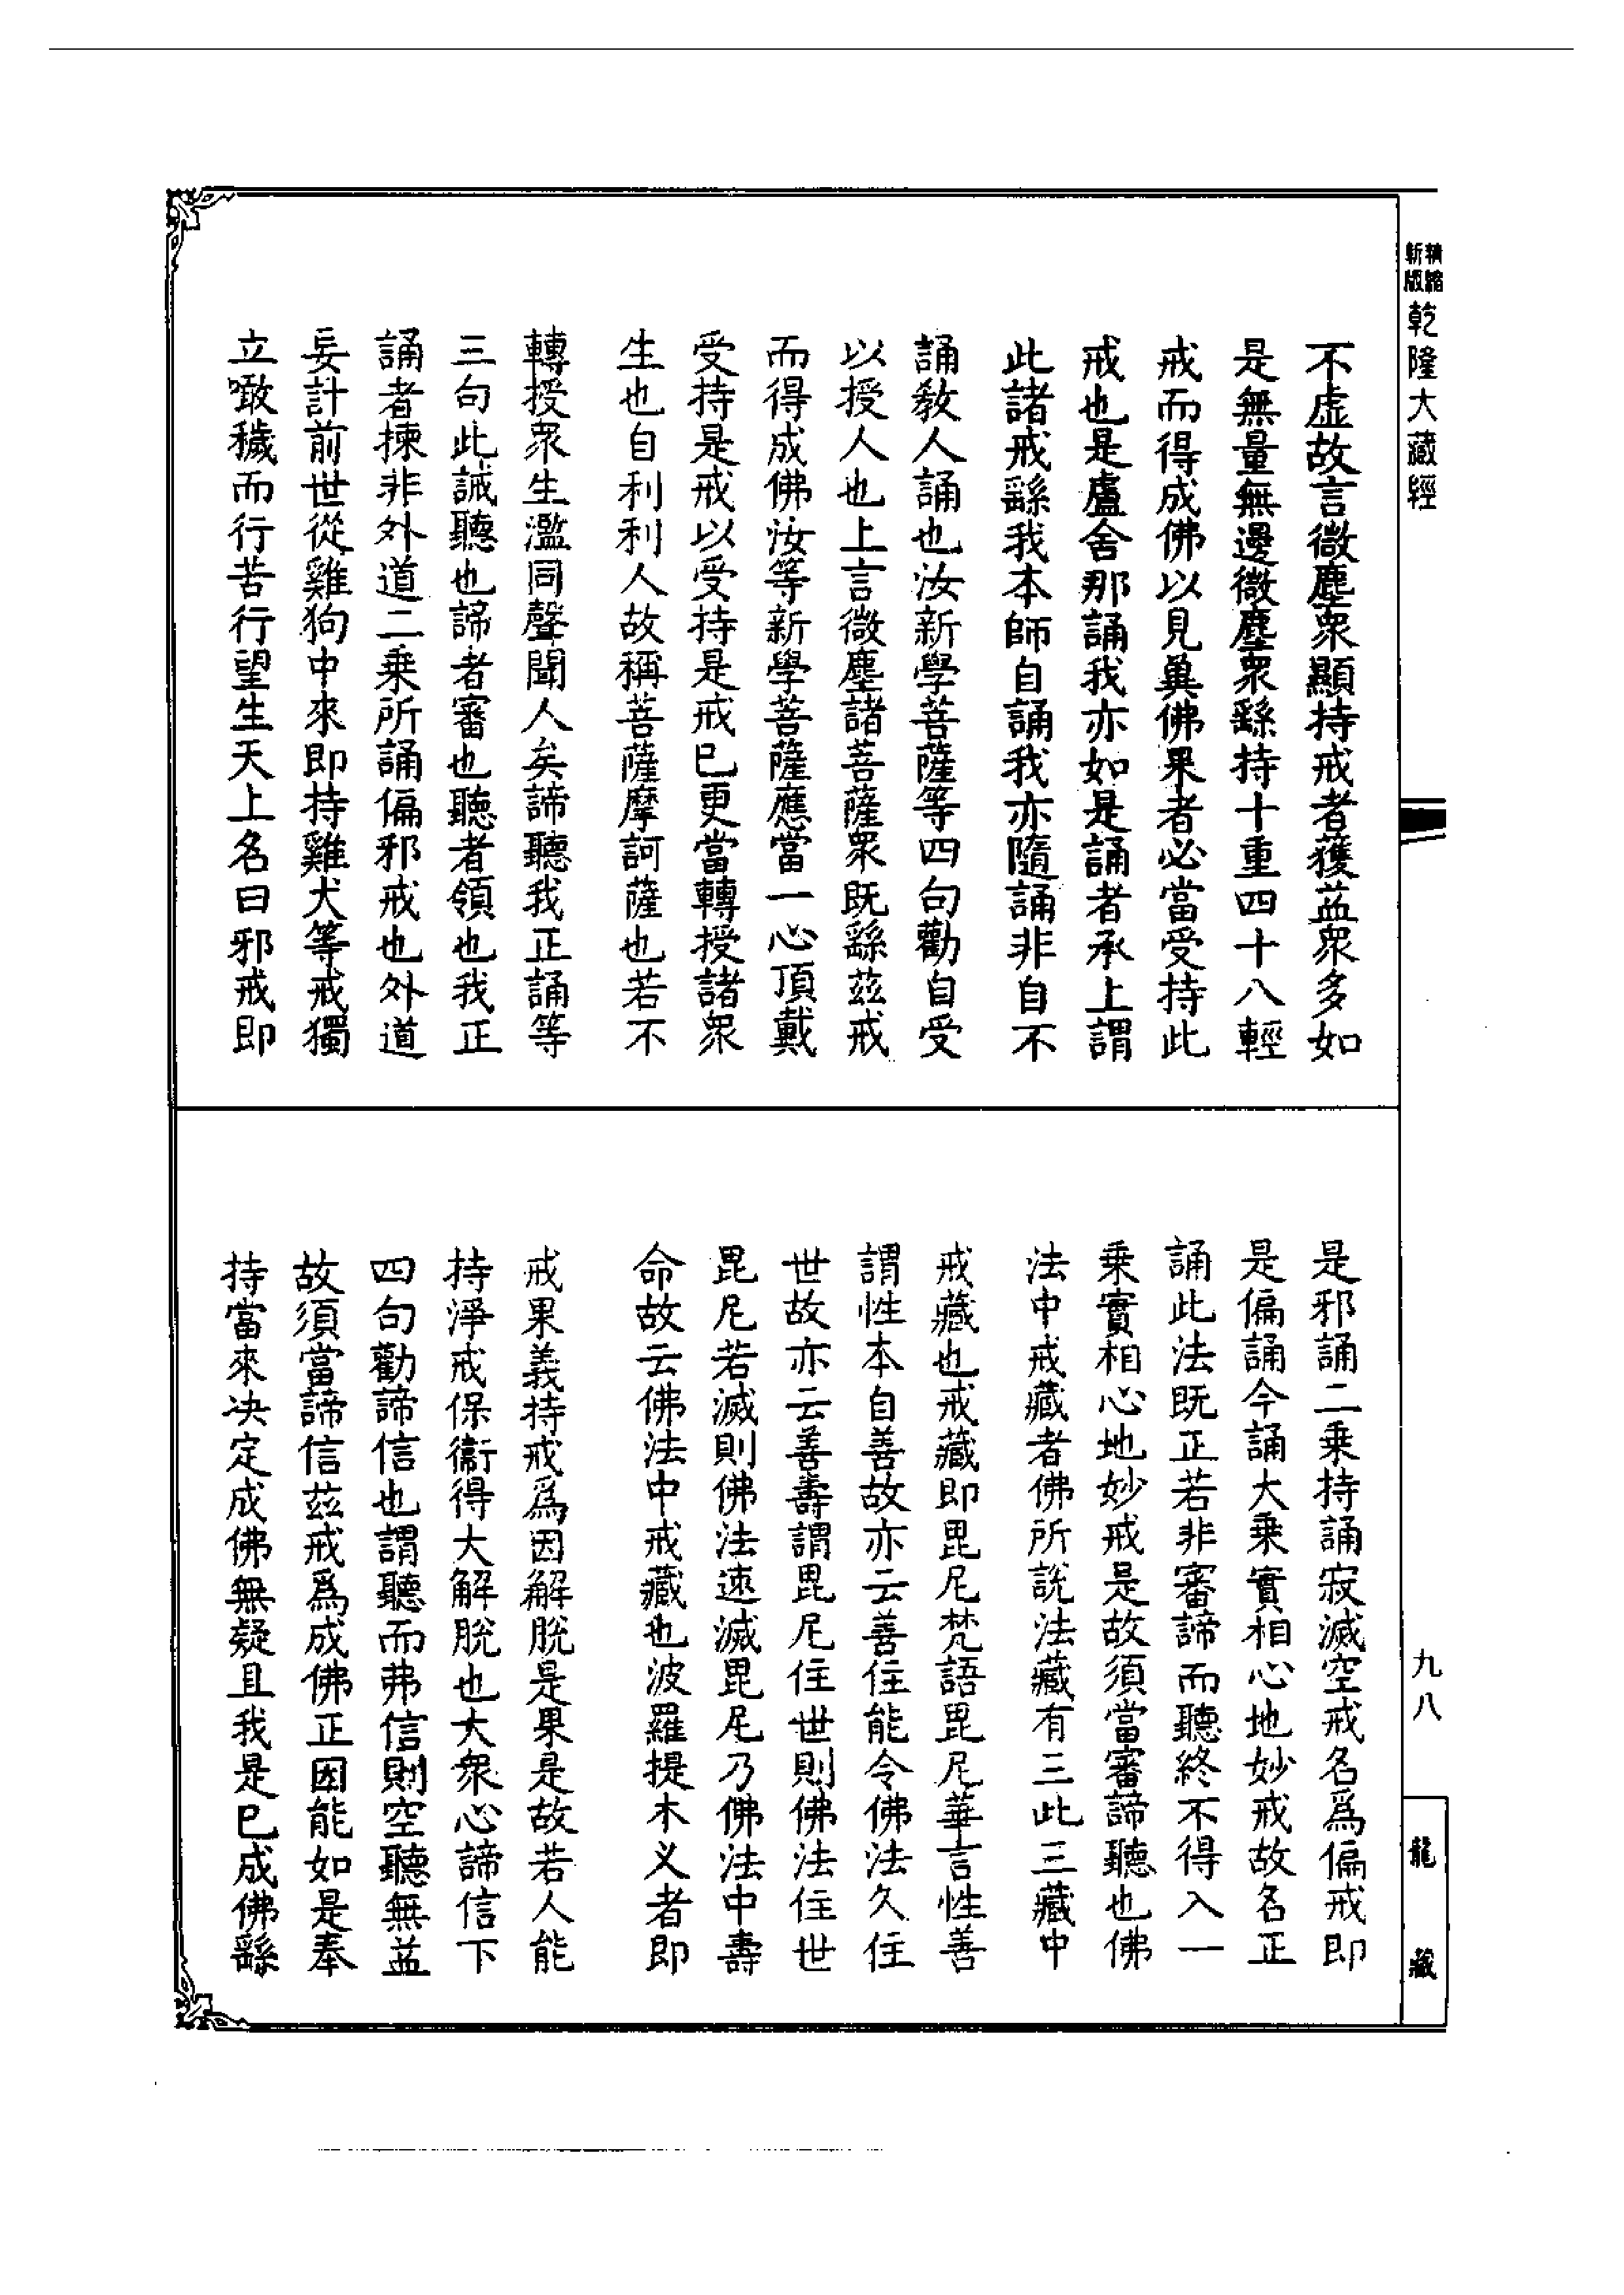 精縮
新版
乾隆大藏經
不虛故言微塵眾顯持戒者獲益眾多如
是無量無邊微塵眾繇持十重四十八輕
戒而得成佛以見異佛果者必當受持此
戒也是盧舍那誦我亦如是誦者承上謂
此諸戒繇我本師自誦我亦隨誦非自不
誦教人誦也汝新學菩薩等四句勸自受
以授人也上言微塵諸菩薩眾既繇茲戒
而得成佛汝等新學菩薩應當一心頂戴
受持是戒以受持是戒已更當轉授諸眾
生也自利利人故稱菩薩摩訶薩也若不
轉授眾生濫同聲聞人矣諦聽我正誦等
三句此誡聽也諦者審也聽者領也我正
誦者揀非外道二乘所誦偏邪戒也外道
妄計前世從雞狗中來即持雞犬等戒獨
立噉穢而行苦行望生天上名曰邪戒即
是邪誦二乘持誦寂滅空戒名爲偏戒即
是偏誦今誦大乘實相心地妙戒故名正
誦此法既正若非審諦而聽終不得入一
乘實相心地妙戒是故須當審諦聽也佛
法中戒藏者佛所說法藏有三此三藏中
戒藏也戒藏即毘尼梵語毘尼華言性善
謂性本自善故亦云善住能令佛法久住
世故亦云善壽謂毘尼住世則佛法住世
毘尼若滅則佛法速滅毘尼乃佛法中壽
命故云佛法中戒藏也波羅提木义者即
戒果義持戒爲因解脫是果是故若人能
持淨戒保衞得大解脫也大衆心諦信下
四句勸諦信也謂聽而弗信則空聽無益
故須當諦信茲戒爲成佛正因能如是奉
持當來决定成佛無疑且我是已成佛繇
九八
龍藏